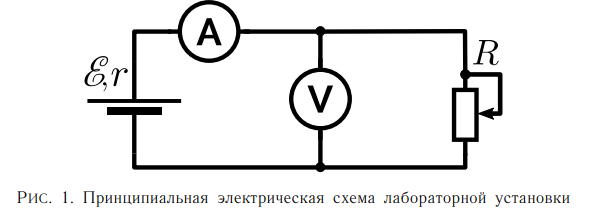 A
ℰ,r
V
R
Рис. 1. Принципиальная электрическая схема лабораторной установки